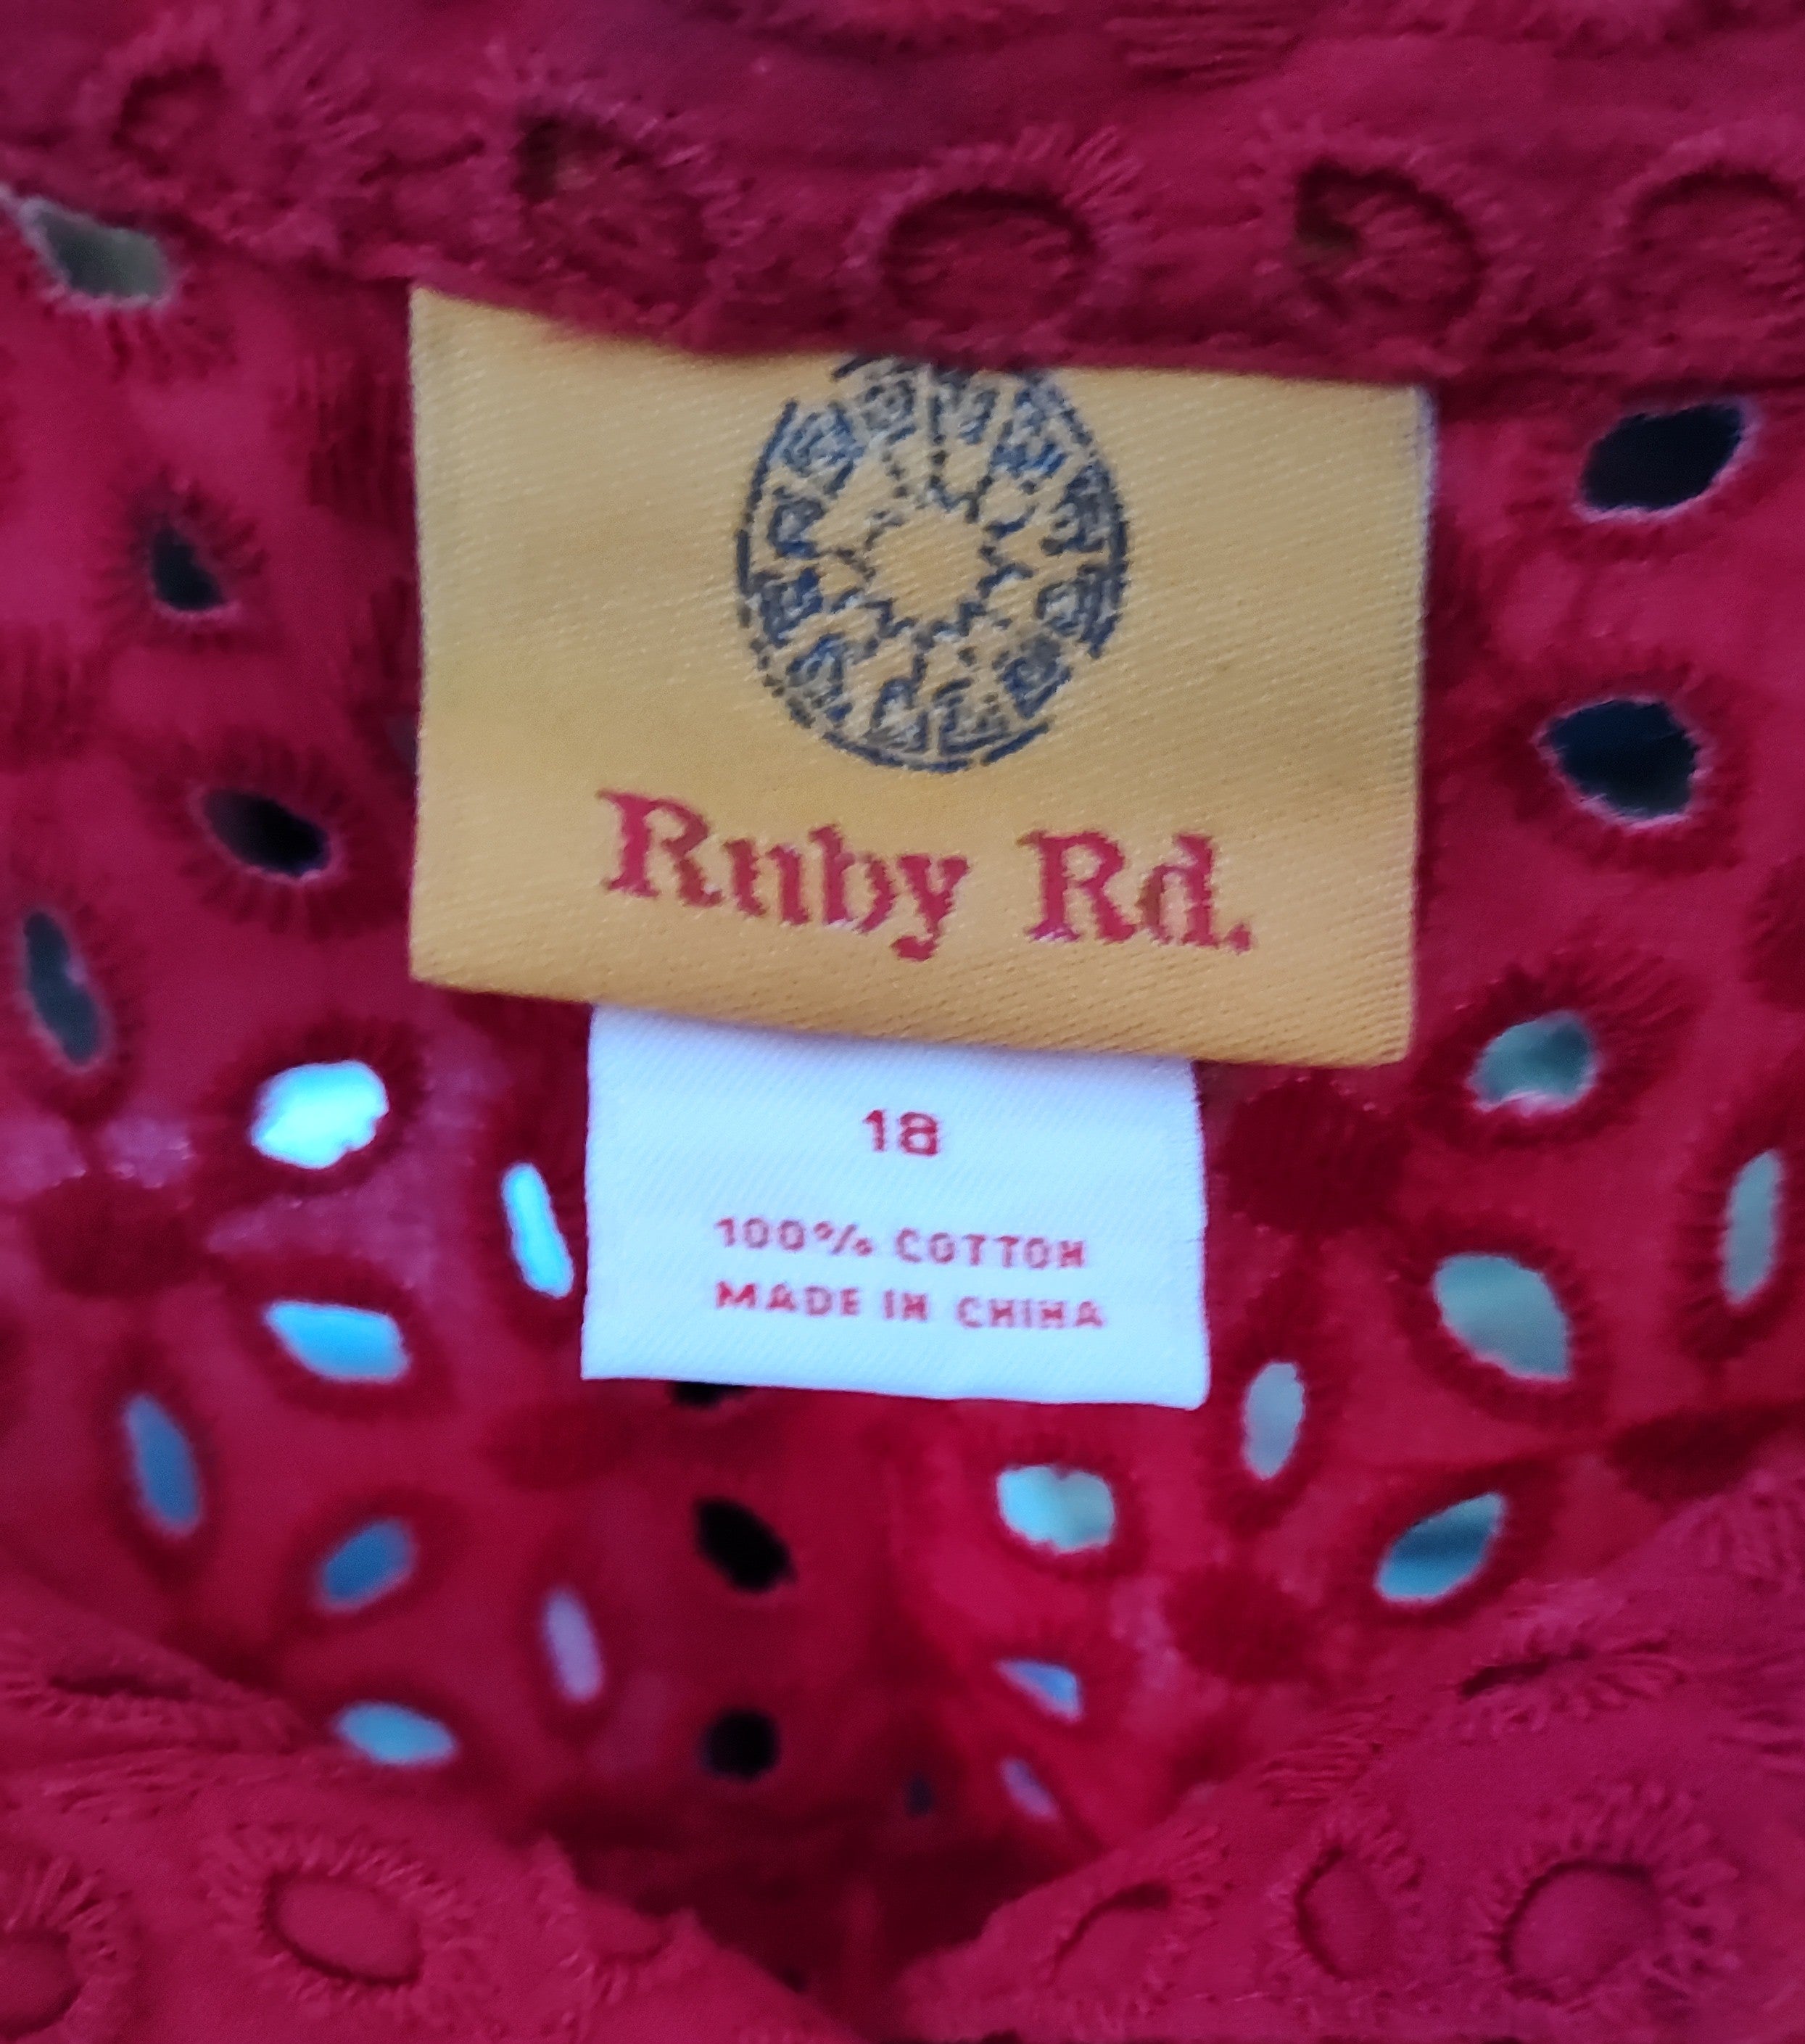 Ruby Rd.
18
100% COTTON
MADE IN CHINA